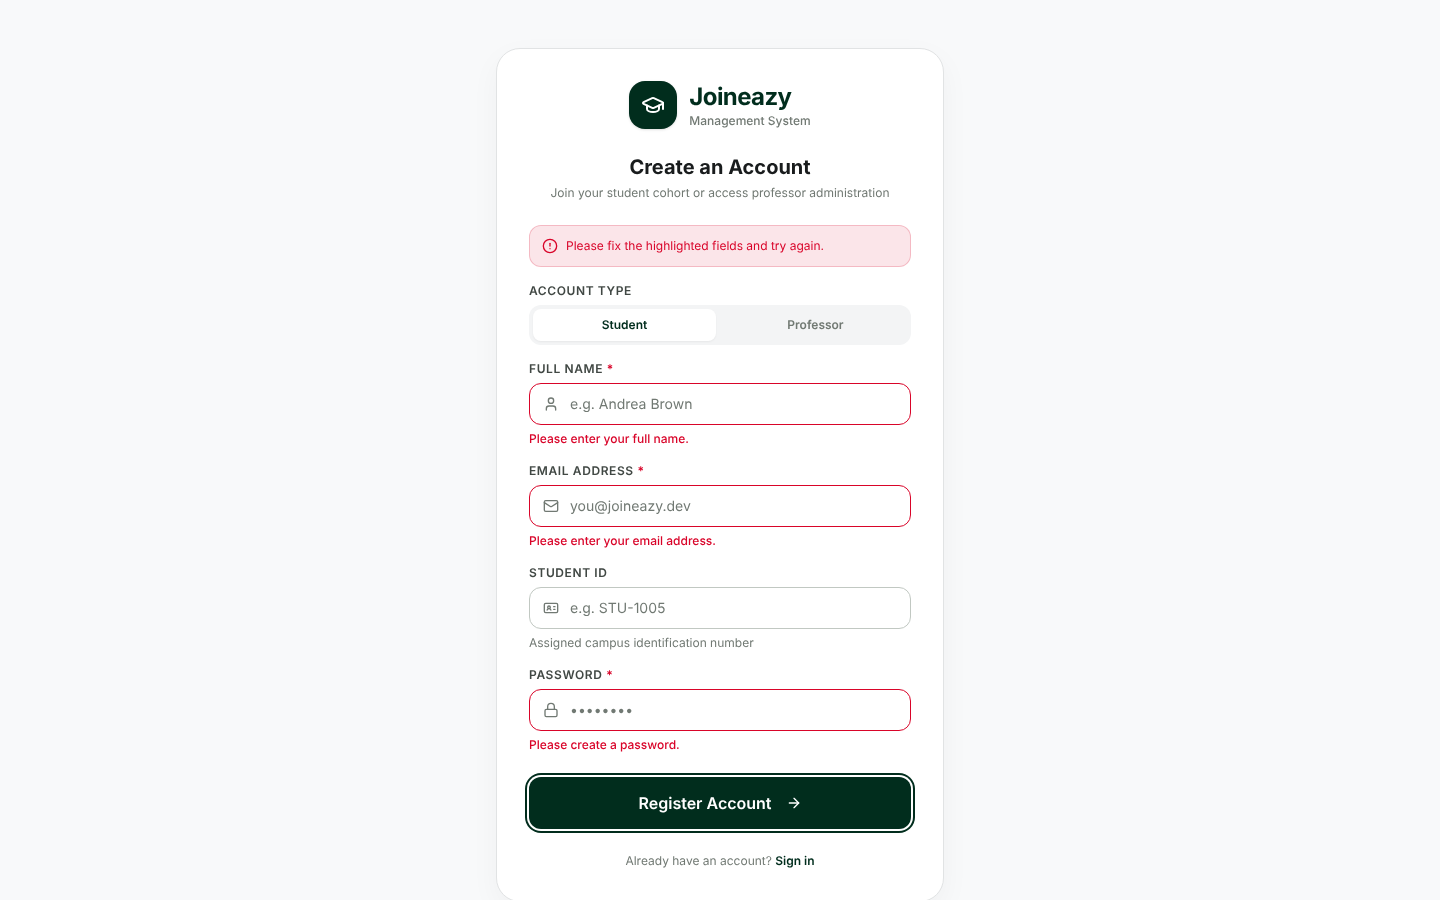 Joineazy
Management System
Create an Account
Join your student cohort or access professor administration
Please fix the highlighted fields and try again.
ACCOUNT TYPE
Student
Professor
FULL NAME *
e.g. Andrea Brown
Please enter your full name.
EMAIL ADDRESS *
you@joineazy.dev
Please enter your email address.
STUDENT ID
e.g. STU-1005
Assigned campus identification number
PASSWORD *
••••••••
Please create a password.
Register Account →
Already have an account? Sign in